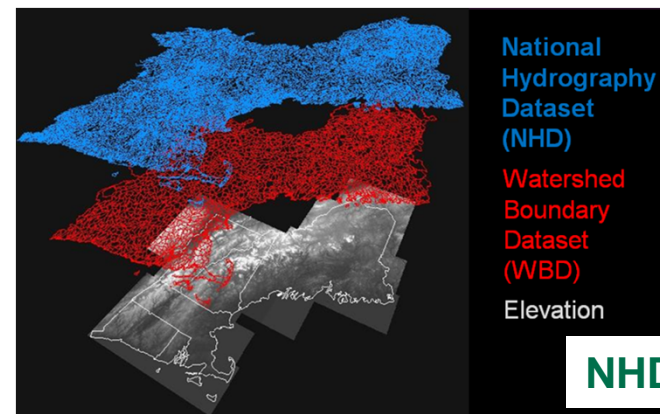 National
Hydrography
Dataset
(NHD)
Watershed
Boundary
Dataset
(WBD)
Elevation
NHD